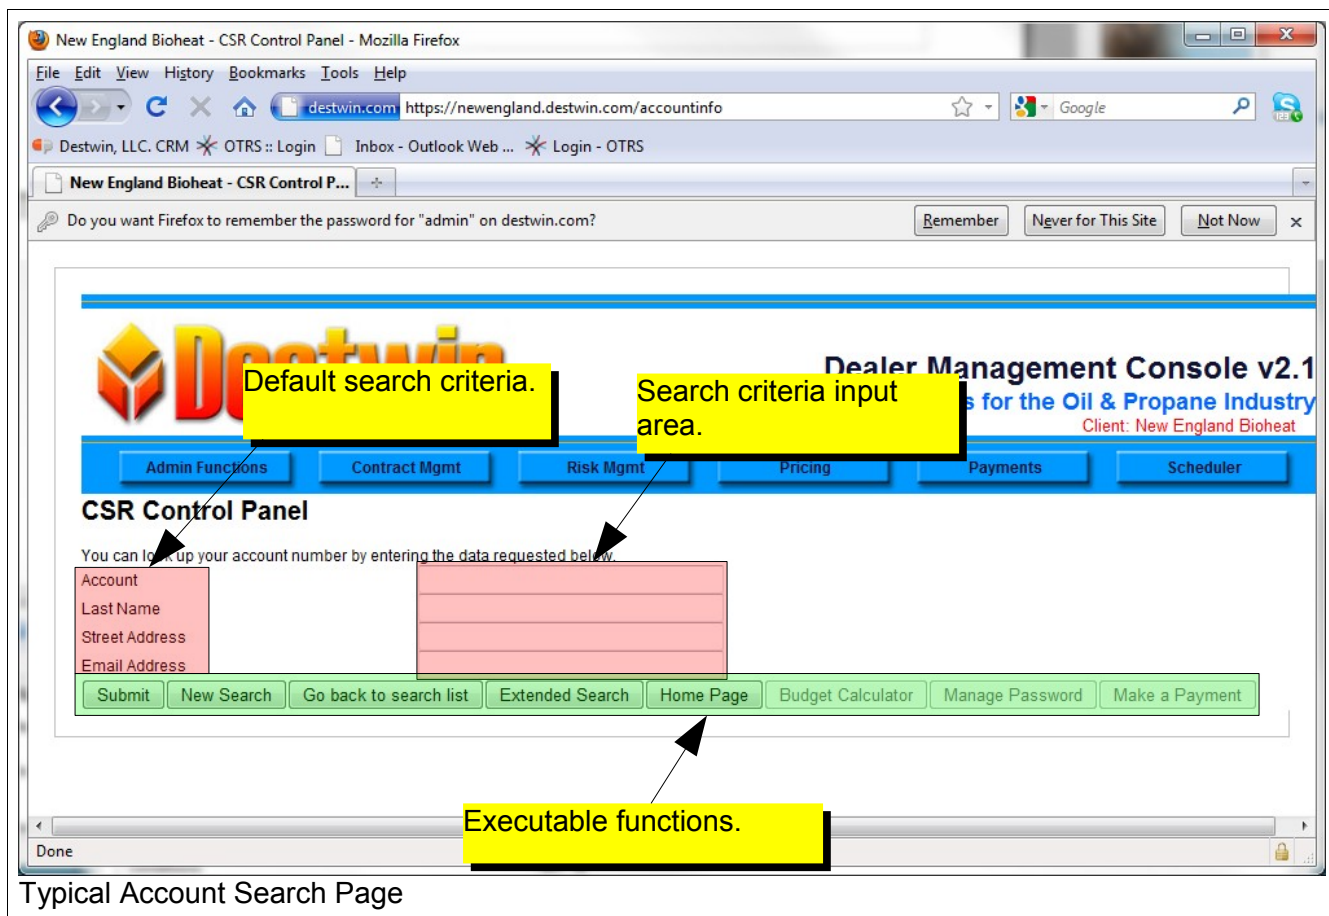 New England Bioheat - CSR Control Panel - Mozilla Firefox
File Edit View History Bookmarks Tools Help
destwin.com https://newengland.destwin.com/accountinfo
Google
Destwin, LLC. CRM OTRS :: Login Inbox - Outlook Web ... Login - OTRS
New England Bioheat - CSR Control P...
Do you want Firefox to remember the password for "admin" on destwin.com? Remember Never for This Site Not Now
Destwin
Dealer Management Console v2.1
s for the Oil & Propane Industry
Client: New England Bioheat
Default search criteria.
Search criteria input
area.
Admin Functions Contract Mgmt Risk Mgmt Pricing Payments Scheduler
CSR Control Panel
You can look up your account number by entering the data requested below.
Account
Last Name
Street Address
Email Address
Submit New Search Go back to search list Extended Search Home Page Budget Calculator Manage Password Make a Payment
Executable functions.
Done
Typical Account Search Page